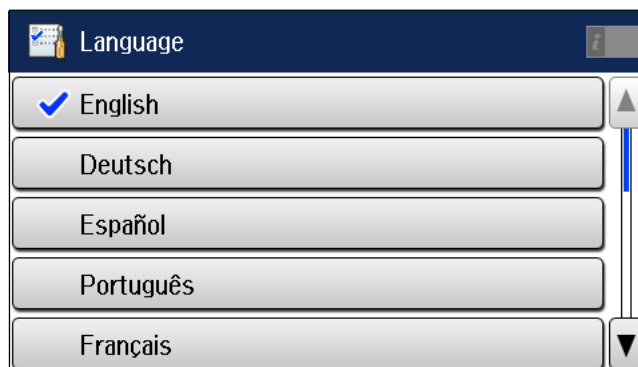 Language
English
Deutsch
Español
Português
Français